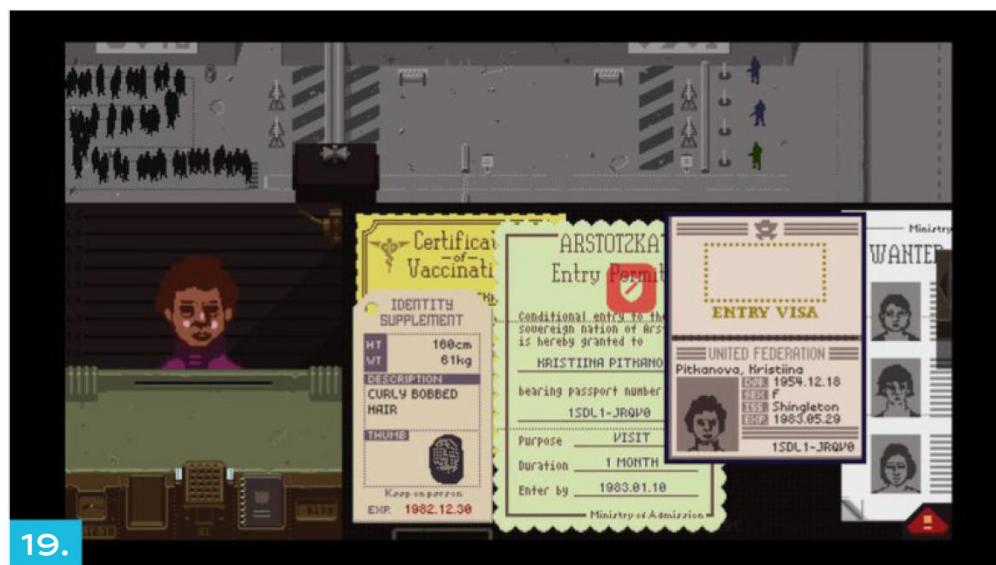 Certifica
of
Vaccinati
IDENTITY
SUPPLEMENT
HT 160cm
WT 61kg
DESCRIPTION
CURLY BOBBED
HAIR
THUMB
Keep on person
EXP. 1982.12.30
ARSTOTZKA
Entry Permit
Conditional entry to the
sovereign nation of Ars
is hereby granted to
KRISTIINA PITKANO
bearing passport number
1SDL1-JRQV0
Purpose VISIT
Duration 1 MONTH
Enter by 1983.01.10
Ministry of Admission
ENTRY VISA
UNITED FEDERATION
Pitkanova, Kristiina
DOB 1954.12.18
SEX F
ISS Shingleton
EXP. 1983.05.29
1SDL1-JRQV0
Ministry
WANTE
19.